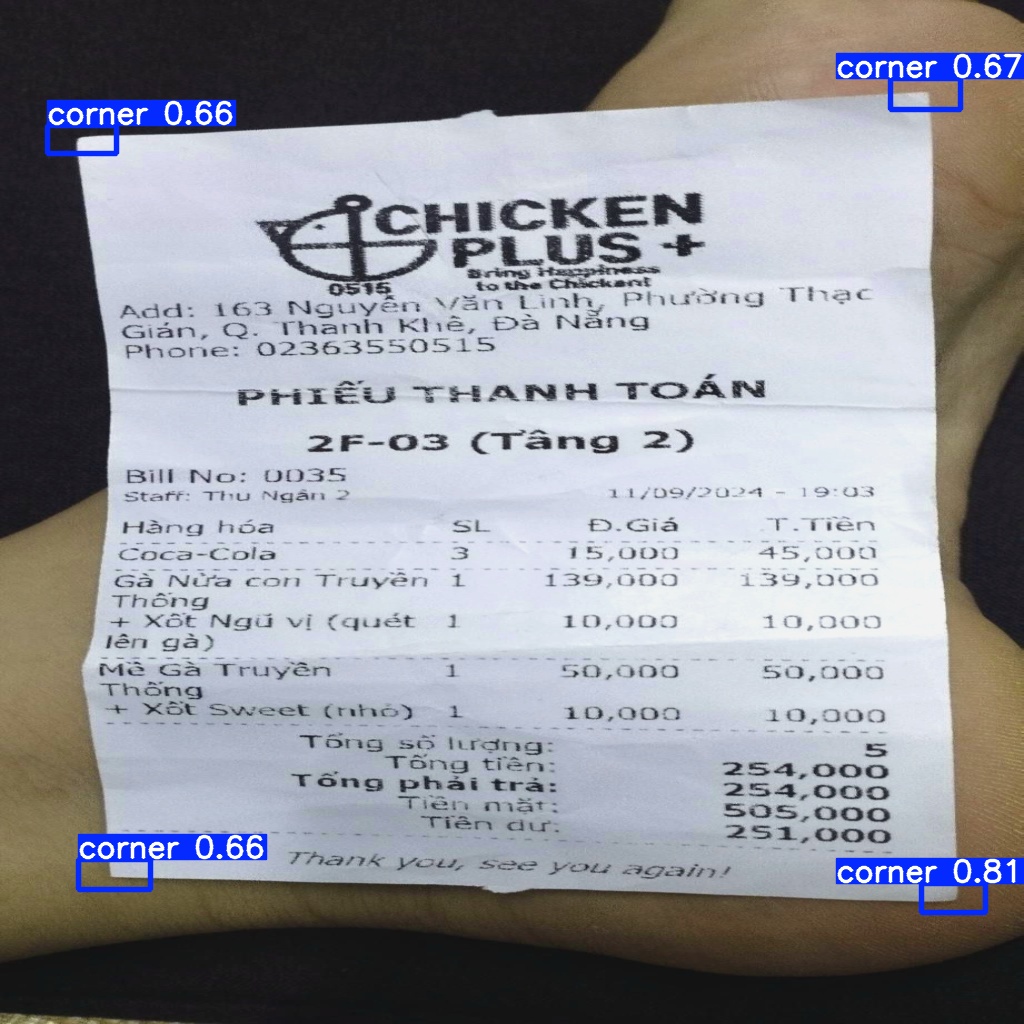 corner 0.67
corner 0.66
CHICKEN
PLUS +
Bring Happiness
to the Chicken!
0515
Add: 163 Nguyễn Văn Linh, Phường Thạc
Gián, Q. Thanh Khê, Đà Nẵng
Phone: 02363550515
PHIẾU THANH TOÁN
2F-03 (Tầng 2)
Bill No: 0035
Staff: Thu Ngân 2 11/09/2024 - 19:03
Hàng hóa SL Đ.Giá T.Tiền
Coca-Cola 3 15,000 45,000
Gà Nửa con Truyền 1 139,000 139,000
Thống
+ Xốt Ngũ vị (quét 1 10,000 10,000
lên gà)
Mề Gà Truyền 1 50,000 50,000
Thống
+ Xốt Sweet (nhỏ) 1 10,000 10,000
Tổng số lượng: 5
Tổng tiền: 254,000
Tổng phải trả: 254,000
Tiền mặt: 505,000
Tiền dư: 251,000
corner 0.66
Thank you, see you again!
corner 0.81